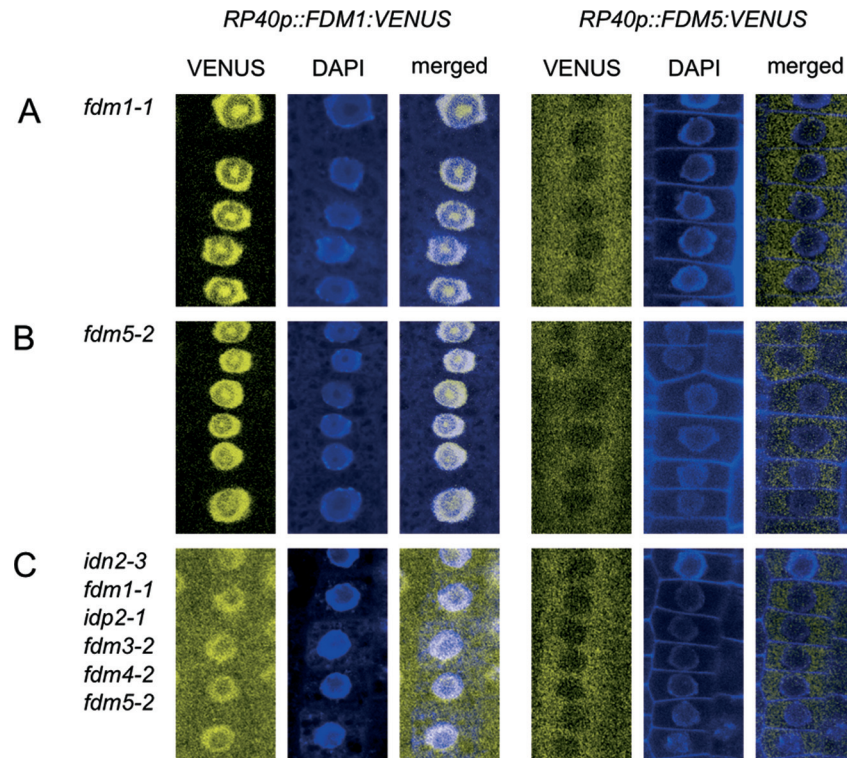 RP40p::FDM1:VENUS RP40p::FDM5:VENUS
VENUS DAPI merged VENUS DAPI merged
A fdm1-1
B fdm5-2
C idn2-3
fdm1-1
idp2-1
fdm3-2
fdm4-2
fdm5-2